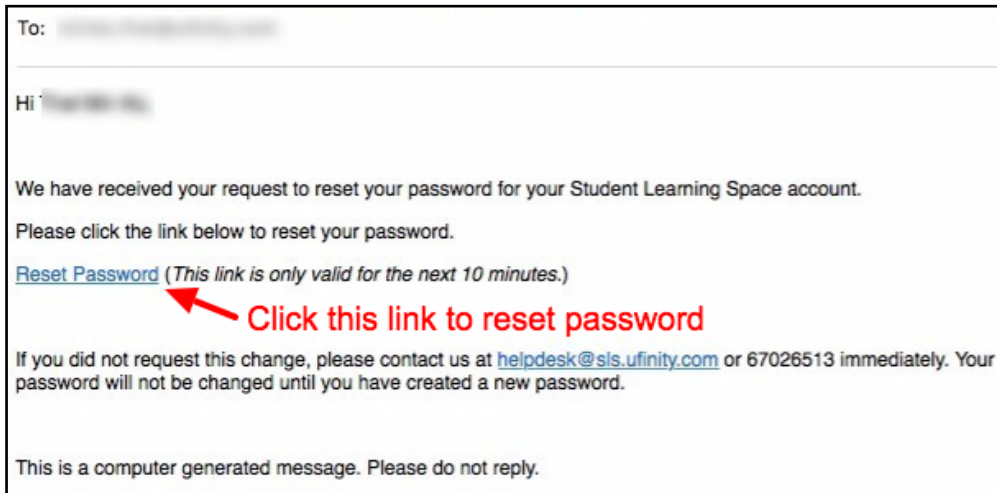 To:
Hi
We have received your request to reset your password for your Student Learning Space account.
Please click the link below to reset your password.
Reset Password (This link is only valid for the next 10 minutes.)
Click this link to reset password
If you did not request this change, please contact us at helpdesk@sls.ufinity.com or 67026513 immediately. Your
password will not be changed until you have created a new password.
This is a computer generated message. Please do not reply.